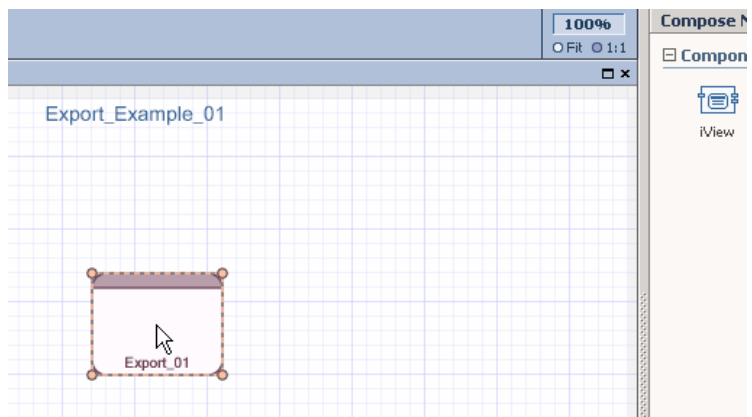 100%
Fit 1:1
Compose N
Compon
iView
Export_Example_01
Export_01